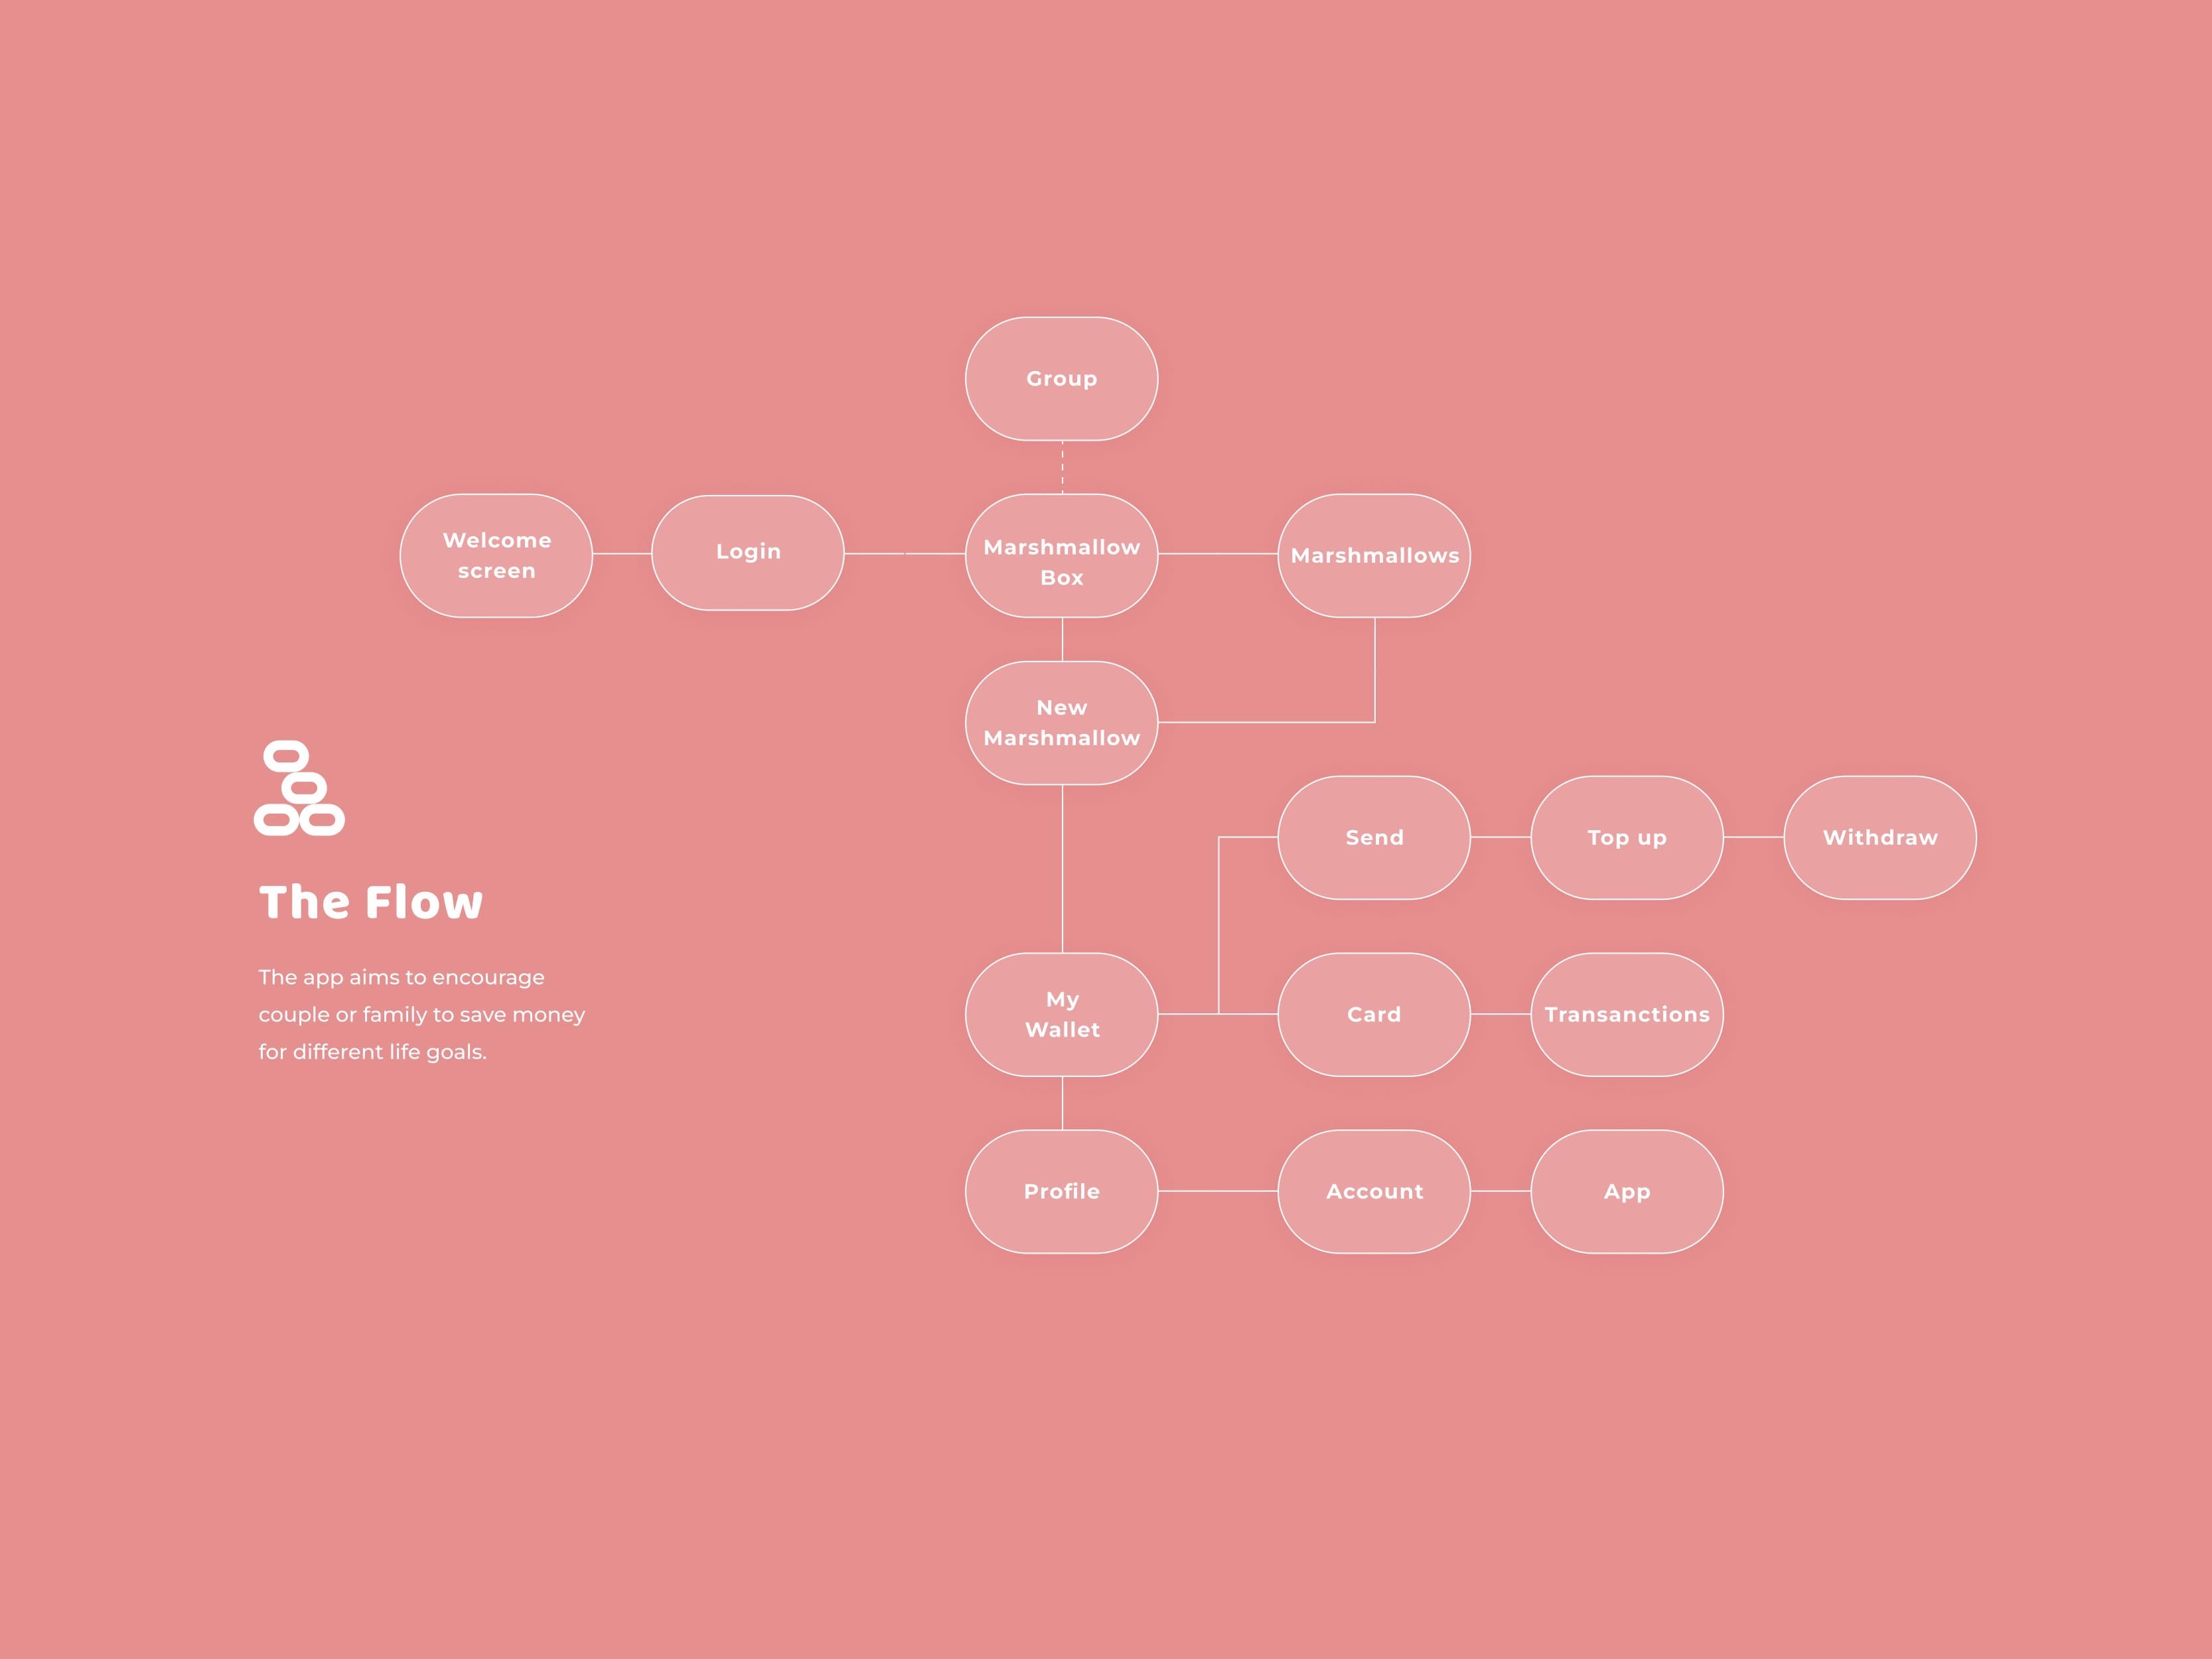 Group
Welcome
screen
Login
Marshmallow
Box
Marshmallows
New
Marshmallow
Send
Top up
Withdraw
The Flow
The app aims to encourage
couple or family to save money
for different life goals.
My
Wallet
Card
Transanctions
Profile
Account
App